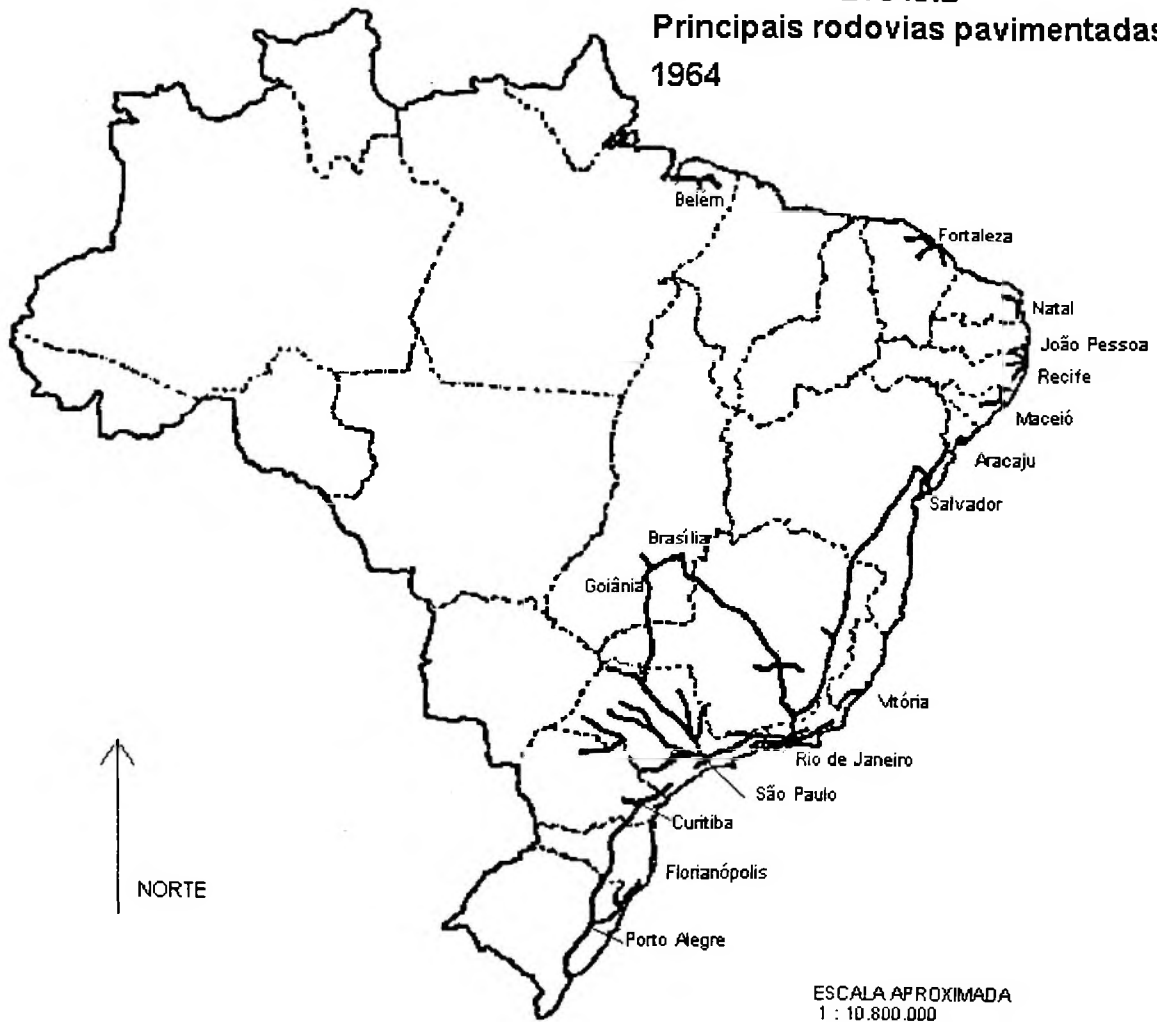 Principais rodovias pavimentadas
1964
Belém
Fortaleza
Natal
João Pessoa
Recife
Maceió
Aracaju
Salvador
Brasília
Goiânia
Vitória
Rio de Janeiro
São Paulo
Curitiba
Florianópolis
Porto Alegre
NORTE
ESCALA APROXIMADA
1 : 10.800.000